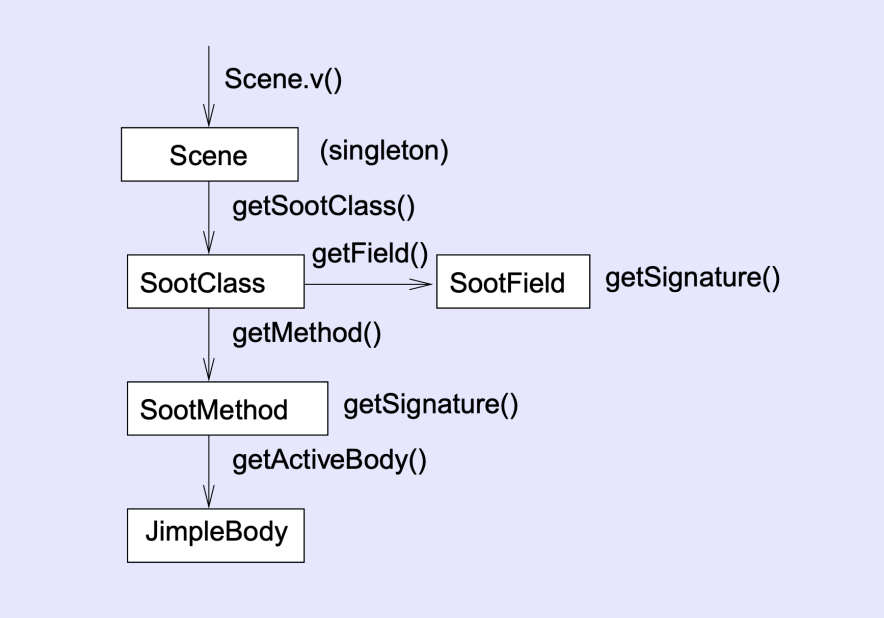 Scene.v()
Scene
(singleton)
getSootClass()
getField()
SootClass
SootField
getSignature()
getMethod()
SootMethod
getSignature()
getActiveBody()
JimpleBody